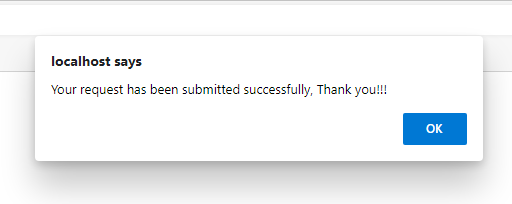 localhost says
Your request has been submitted successfully, Thank you!!!
OK